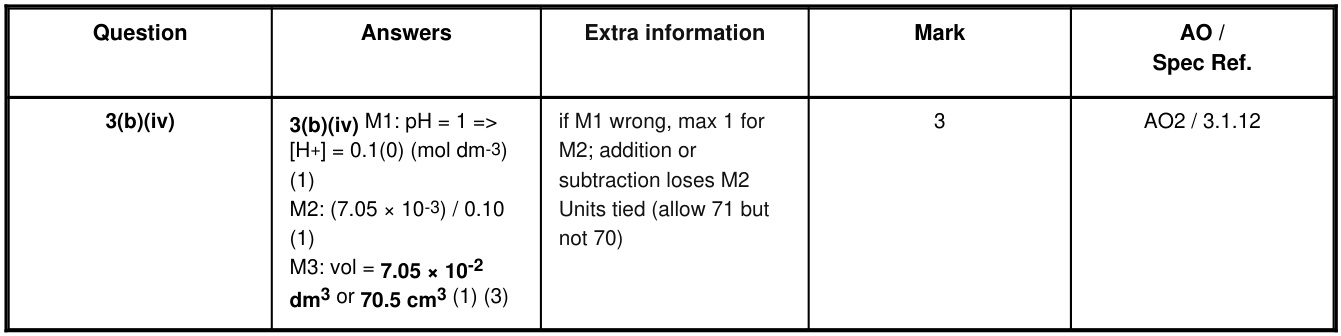 Question Answers Extra information Mark AO /
Spec Ref.
3(b)(iv)
3(b)(iv) M1: pH = 1 =>
[H+] = 0.1(0) (mol dm-3)
(1)
M2: (7.05 × 10-3) / 0.10
(1)
M3: vol = 7.05 × 10-2
dm3 or 70.5 cm3 (1) (3)
if M1 wrong, max 1 for
M2; addition or
subtraction loses M2
Units tied (allow 71 but
not 70)
3
AO2 / 3.1.12